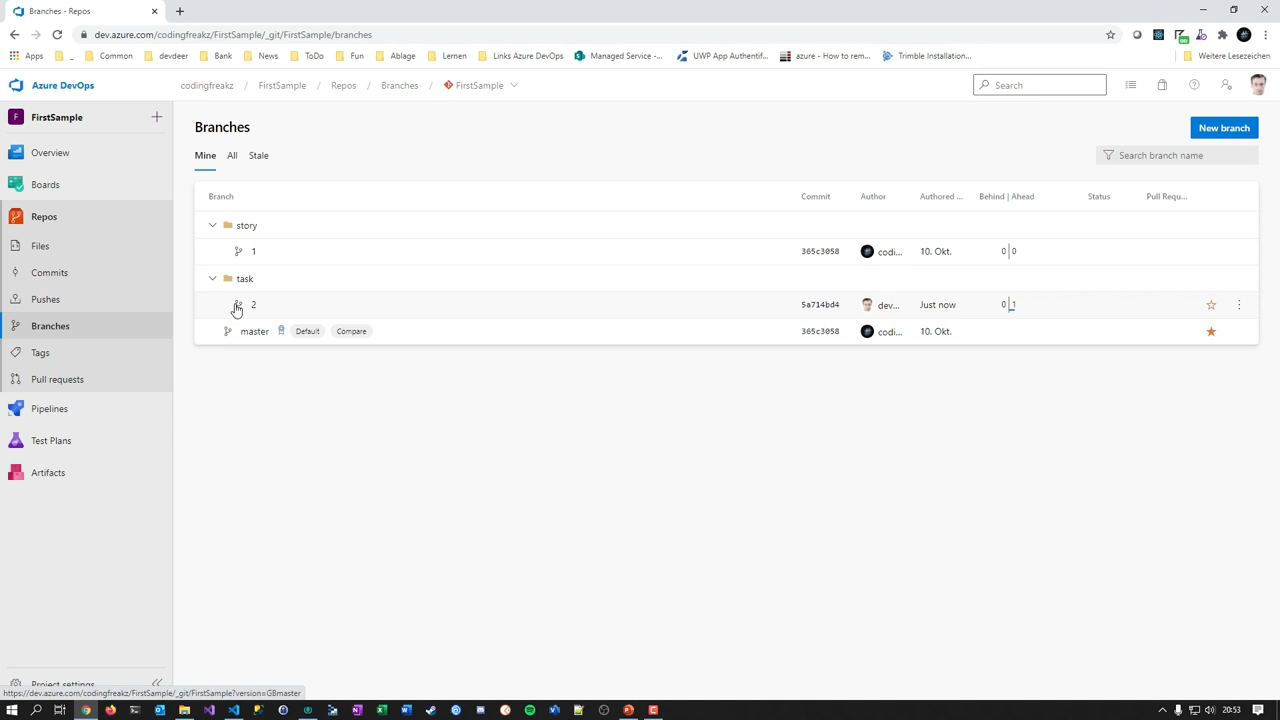 Branches - Repos
dev.azure.com/codingfreakz/FirstSample/_git/FirstSample/branches
Apps
_
Common
devdeer
Bank
News
ToDo
Fun
Ablage
Lernen
Links Azure DevOps
Managed Service -...
UWP App Authentif...
azure - How to rem...
Trimble Installation...
Weitere Lesezeichen
Azure DevOps
codingfreakz / FirstSample / Repos / Branches / FirstSample
Search
F FirstSample
Overview
Boards
Repos
Files
Commits
Pushes
Branches
Tags
Pull requests
Pipelines
Test Plans
Artifacts
Project settings
Branches
New branch
Mine All Stale
Search branch name
Branch Commit Author Authored ... Behind | Ahead Status Pull Requ...
story
1 365c3058 codi... 10. Okt. 0 0
task
2 5a714bd4 dev... Just now 0 1
master Default Compare 365c3058 codi... 10. Okt.
https://dev.azure.com/codingfreakz/FirstSample/_git/FirstSample?version=GBmaster
20:53